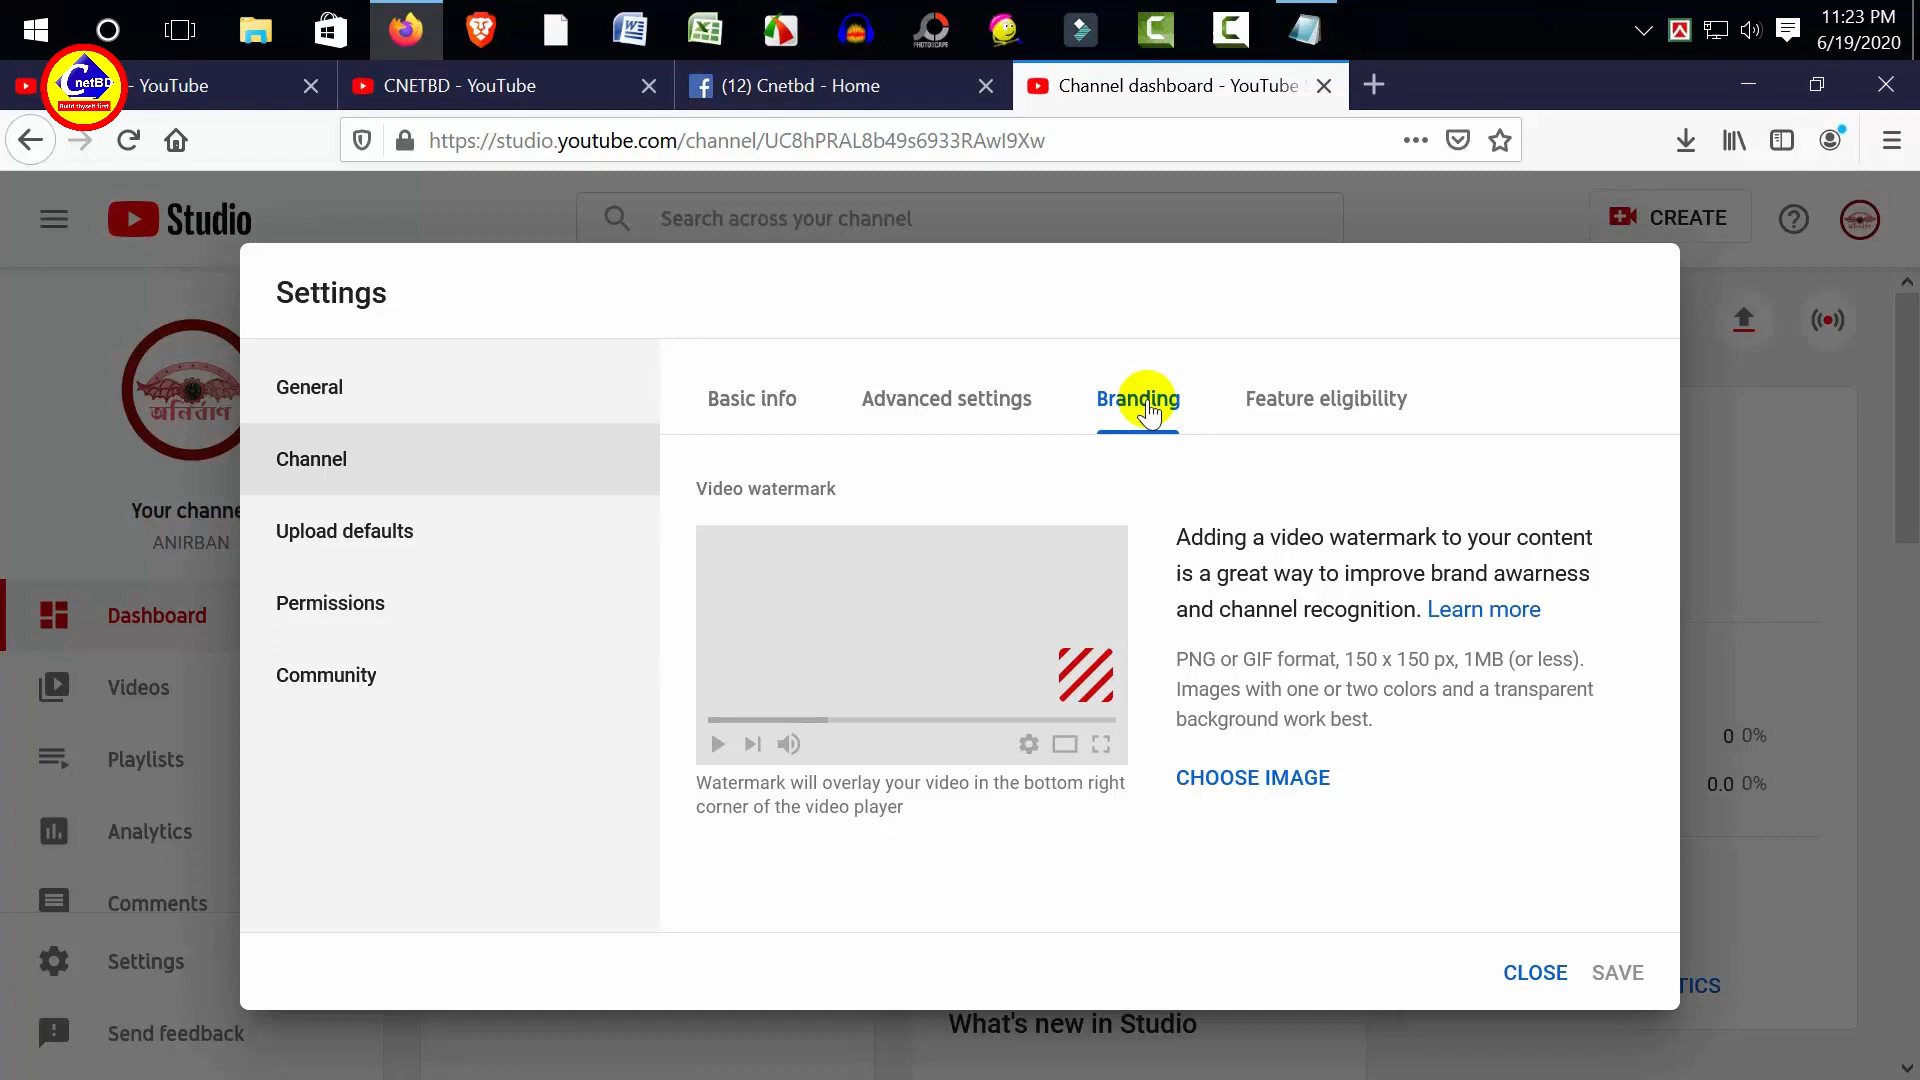 11:23 PM
6/19/2020
CnetBD
Build thyself first
- YouTube
CNETBD - YouTube
(12) Cnetbd - Home
Channel dashboard - YouTube
https://studio.youtube.com/channel/UC8hPRAL8b49s6933RAwI9Xw
Studio
Search across your channel
CREATE
Settings
General
Channel
Upload defaults
Permissions
Community
Basic info
Advanced settings
Branding
Feature eligibility
Video watermark
Watermark will overlay your video in the bottom right
corner of the video player
Adding a video watermark to your content
is a great way to improve brand awarness
and channel recognition. Learn more
PNG or GIF format, 150 x 150 px, 1MB (or less).
Images with one or two colors and a transparent
background work best.
CHOOSE IMAGE
CLOSE
SAVE
অনির্বাণ
Your channe
ANIRBAN
Dashboard
Videos
Playlists
Analytics
Comments
Settings
Send feedback
0 0%
0.0 0%
TICS
What's new in Studio